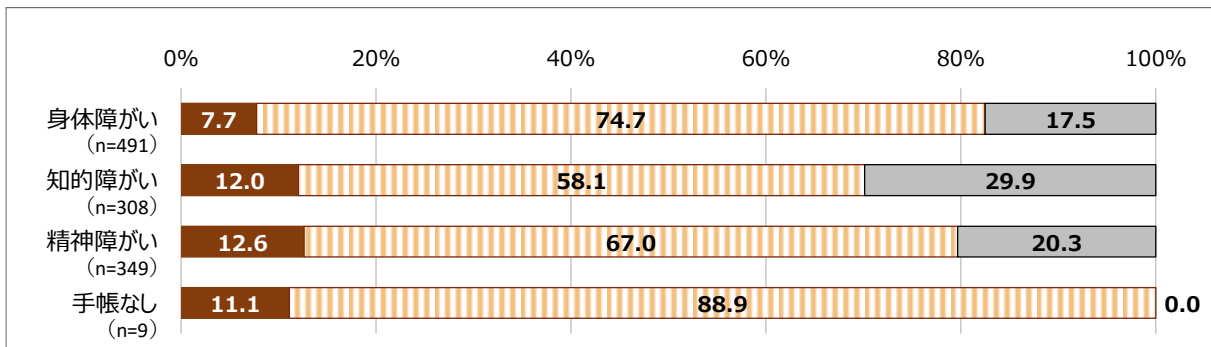 0% 20% 40% 60% 80% 100%
身体障がい 7.7 74.7 17.5
（n=491）
知的障がい 12.0 58.1 29.9
（n=308）
精神障がい 12.6 67.0 20.3
（n=349）
手帳なし 11.1 88.9 0.0
（n=9）